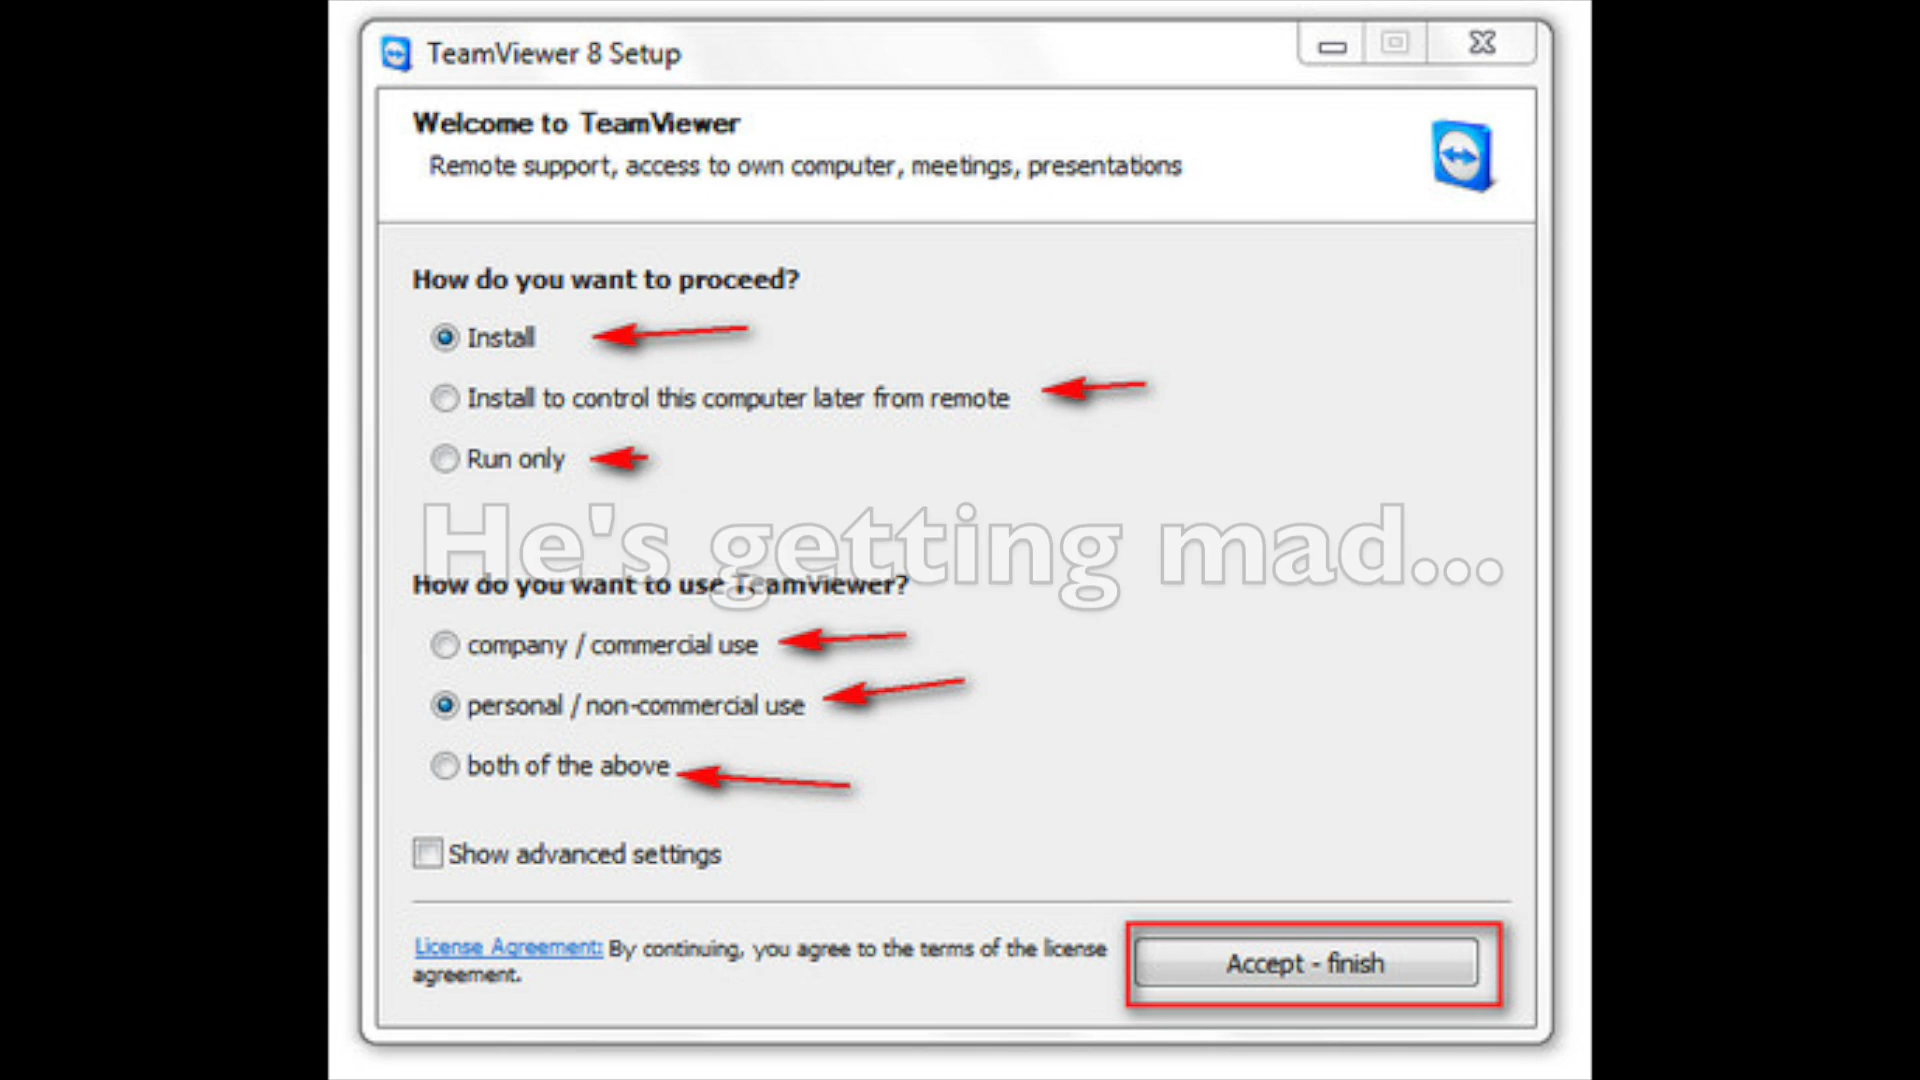 TeamViewer 8 Setup
Welcome to TeamViewer
Remote support, access to own computer, meetings, presentations
How do you want to proceed?
Install
Install to control this computer later from remote
Run only
He's getting mad...
How do you want to use TeamViewer?
company / commercial use
personal / non-commercial use
both of the above
Show advanced settings
License Agreement: By continuing, you agree to the terms of the license
agreement.
Accept - finish